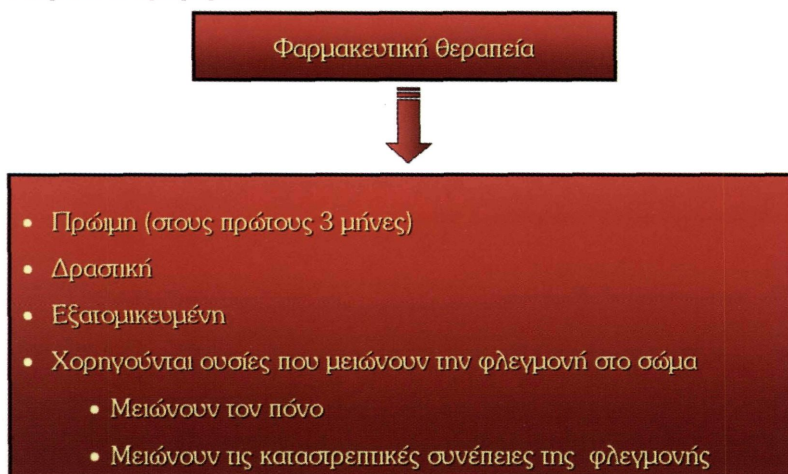 Φαρμακευτική θεραπεία
• Πρώιμη (στους πρώτους 3 μήνες)
• Δραστική
• Εξατομικευμένη
• Χορηγούνται ουσίες που μειώνουν την φλεγμονή στο σώμα
• Μειώνουν τον πόνο
• Μειώνουν τις καταστρεπτικές συνέπειες της φλεγμονής